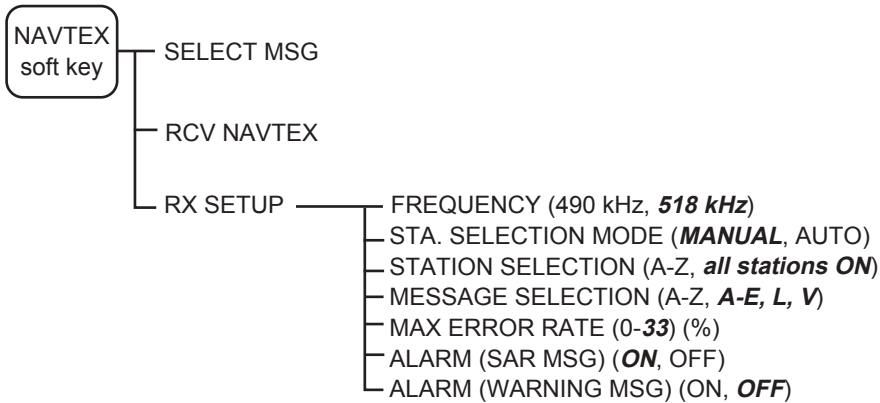 NAVTEX
soft key
SELECT MSG
RCV NAVTEX
RX SETUP
FREQUENCY (490 kHz, 518 kHz)
STA. SELECTION MODE (MANUAL, AUTO)
STATION SELECTION (A-Z, all stations ON)
MESSAGE SELECTION (A-Z, A-E, L, V)
MAX ERROR RATE (0-33) (%)
ALARM (SAR MSG) (ON, OFF)
ALARM (WARNING MSG) (ON, OFF)